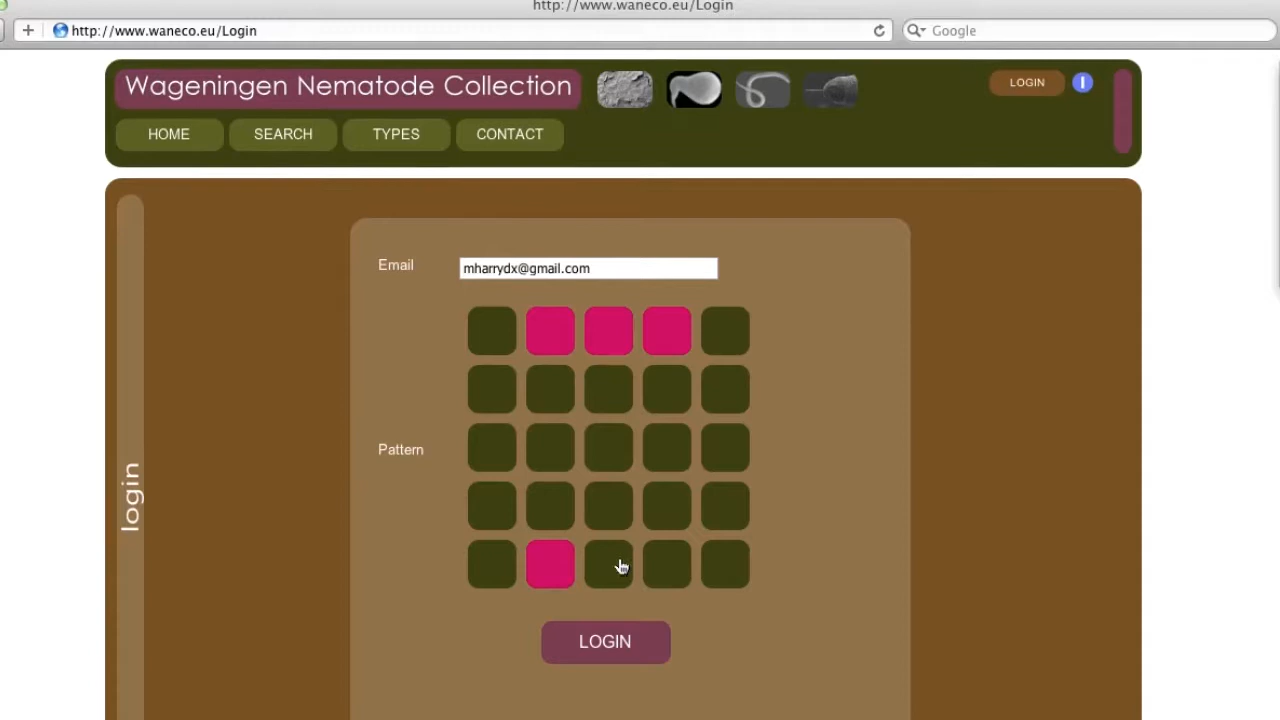 http://www.waneco.eu/Login
http://www.waneco.eu/Login
Google
Wageningen Nematode Collection
LOGIN
HOME
SEARCH
TYPES
CONTACT
login
Email
mharrydx@gmail.com
Pattern
LOGIN